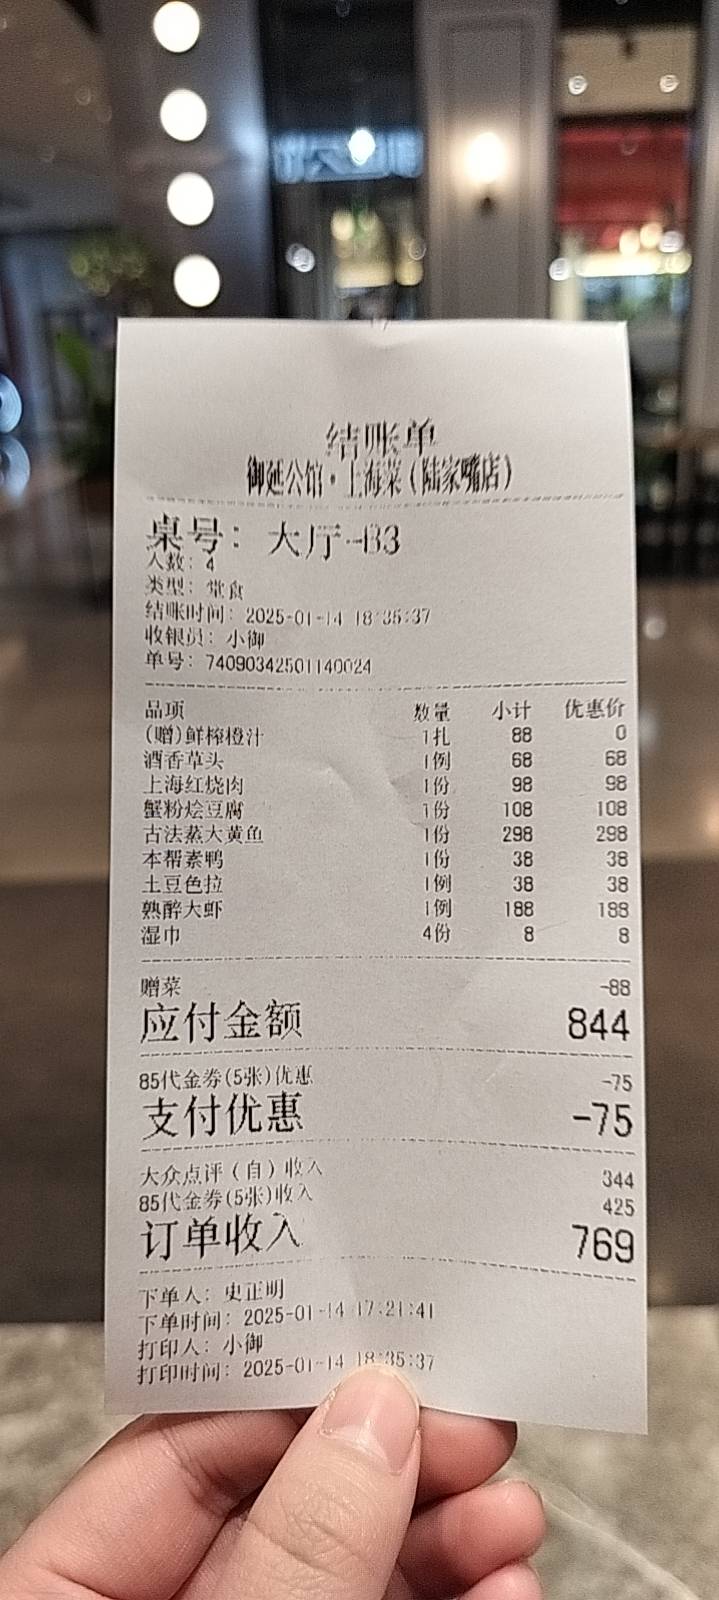 结账单
御延公馆·上海菜(陆家嘴店)
桌号: 大厅-B3
人数: 4
类型: 堂食
结账时间: 2025-01-14 18:35:37
收银员: 小御
单号: 74090342501140024
品项 数量 小计 优惠价
(赠)鲜榨橙汁 1扎 88 0
酒香草头 1例 68 68
上海红烧肉 1份 98 98
蟹粉烩豆腐 1份 108 108
古法蒸大黄鱼 1份 298 298
本帮素鸭 1份 38 38
土豆色拉 1例 38 38
熟醉大虾 1例 188 188
湿巾 4份 8 8
赠菜 -88
应付金额 844
85代金券(5张)优惠 -75
支付优惠 -75
大众点评(自)收入 344
85代金券(5张)收入 425
订单收入 769
下单人: 史正明
下单时间: 2025-01-14 17:21:41
打印人: 小御
打印时间: 2025-01-14 18:35:37